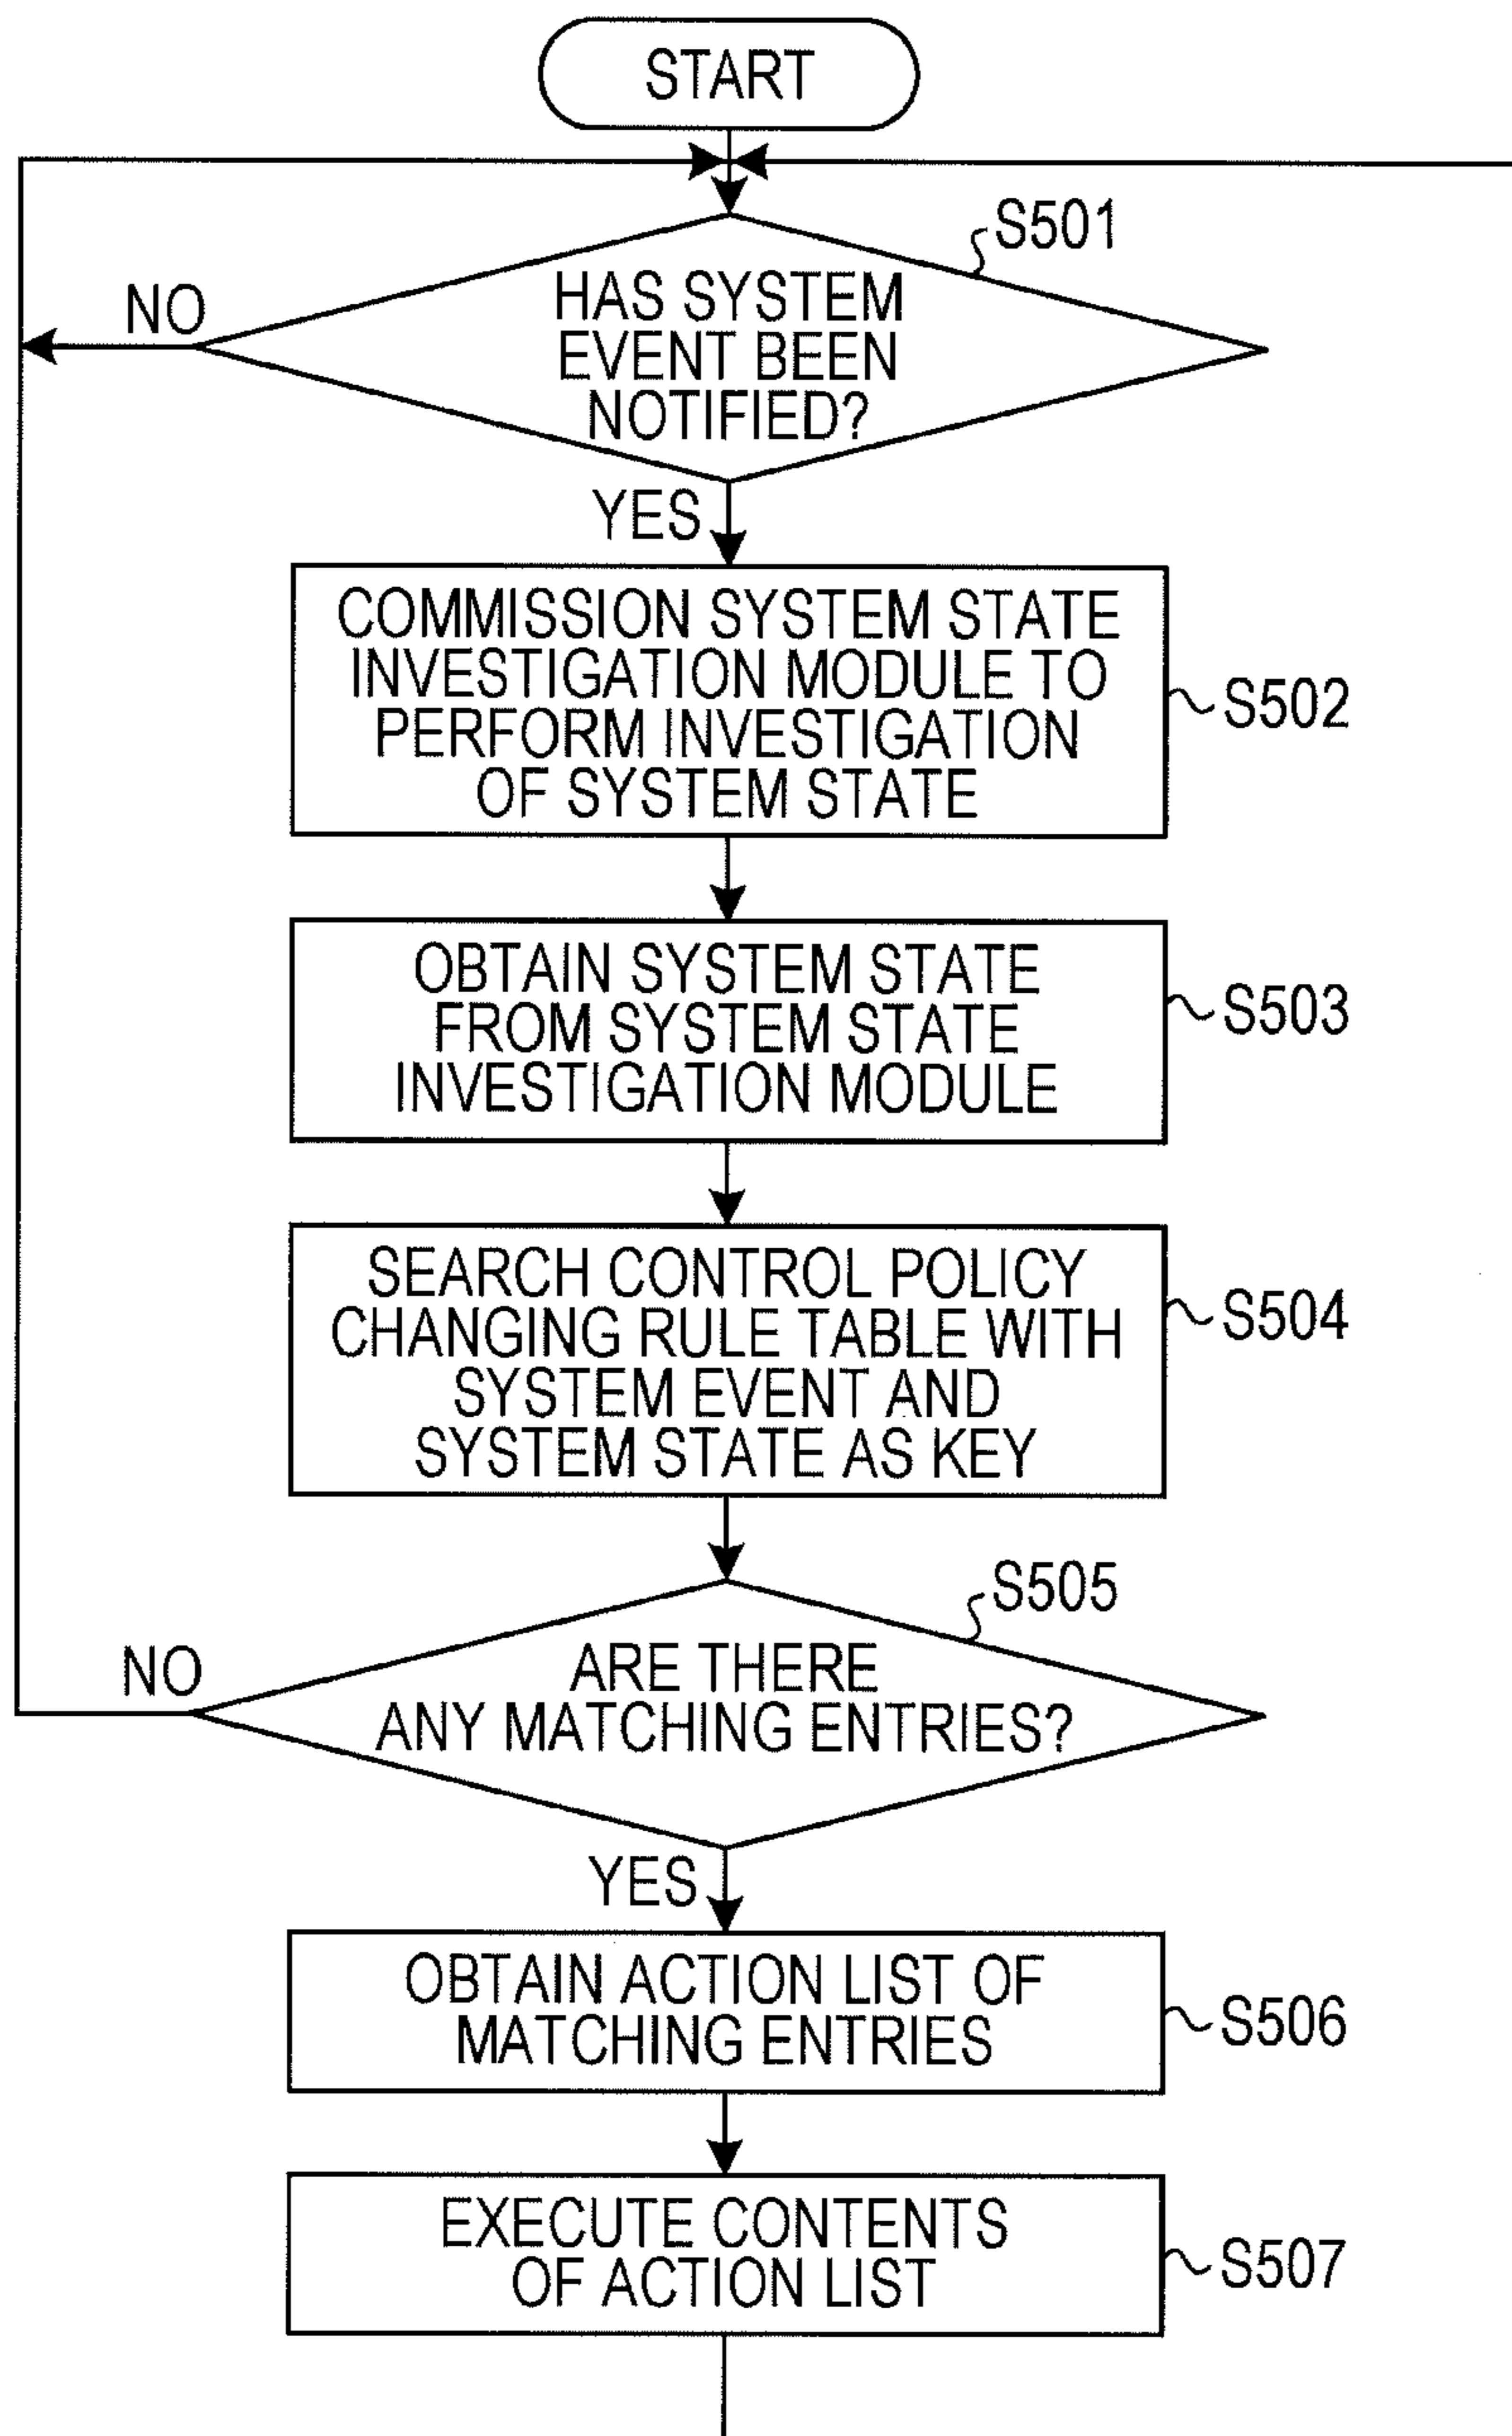 START
S501
HAS SYSTEM
EVENT BEEN
NOTIFIED?
NO
YES
COMMISSION SYSTEM STATE
INVESTIGATION MODULE TO
PERFORM INVESTIGATION
OF SYSTEM STATE
S502
OBTAIN SYSTEM STATE
FROM SYSTEM STATE
INVESTIGATION MODULE
S503
SEARCH CONTROL POLICY
CHANGING RULE TABLE WITH
SYSTEM EVENT AND
SYSTEM STATE AS KEY
S504
S505
ARE THERE
ANY MATCHING ENTRIES?
NO
YES
OBTAIN ACTION LIST OF
MATCHING ENTRIES
S506
EXECUTE CONTENTS
OF ACTION LIST
S507